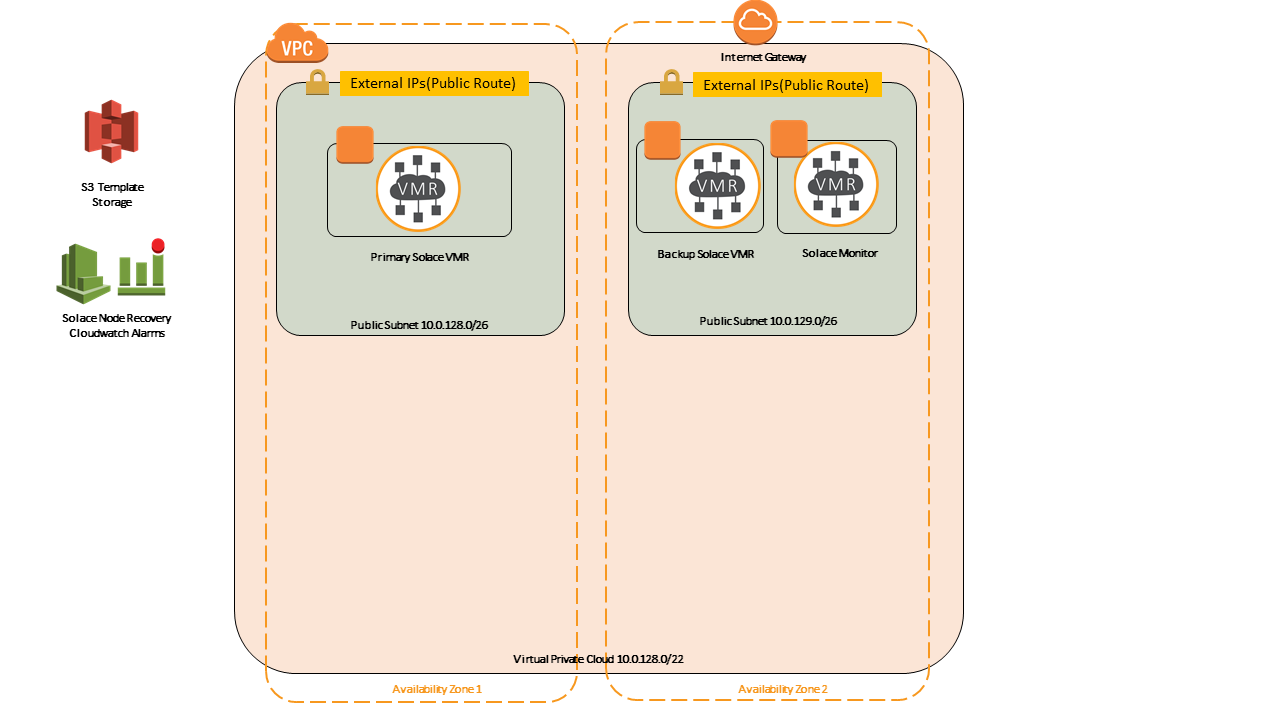 VPC
Internet Gateway
External IPs(Public Route)
External IPs(Public Route)
VMR
VMR
VMR
Primary Solace VMR
Backup Solace VMR
Solace Monitor
Public Subnet 10.0.128.0/26
Public Subnet 10.0.129.0/26
S3 Template
Storage
Solace Node Recovery
Cloudwatch Alarms
Virtual Private Cloud 10.0.128.0/22
Availability Zone 1
Availability Zone 2